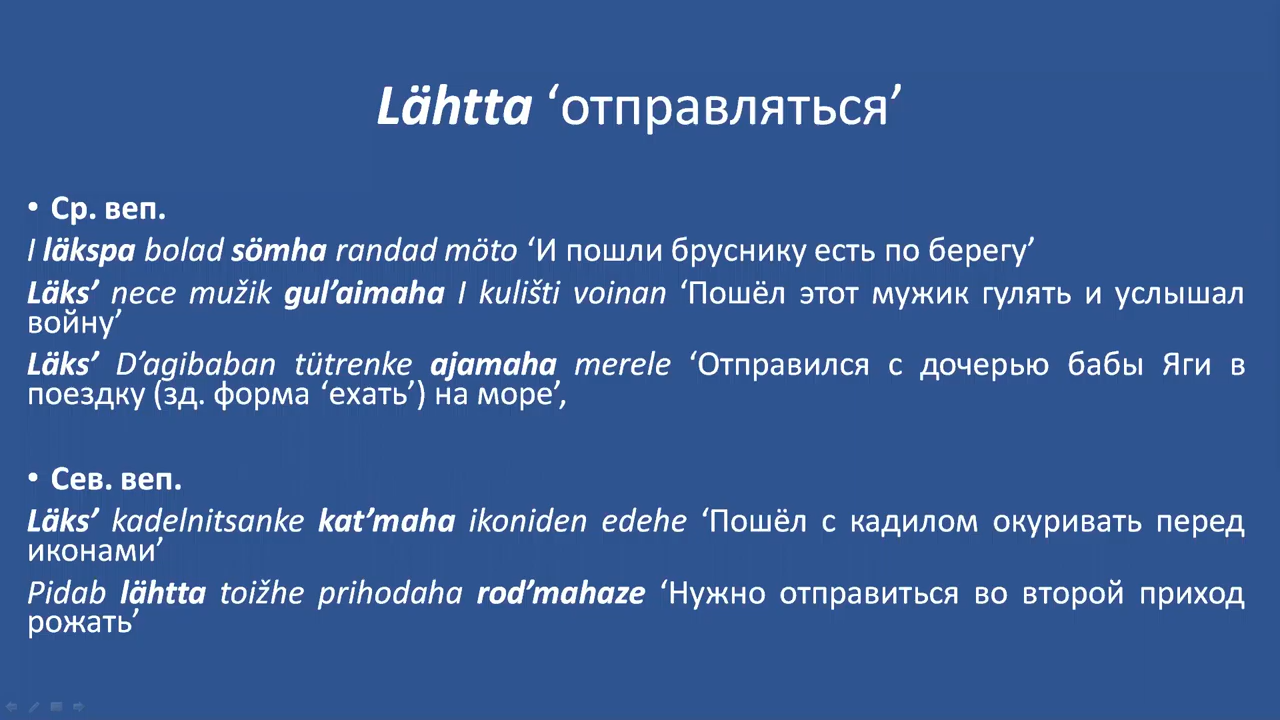 Lähtta ‘отправляться’
• Ср. веп.
I läkspa bolad sömha randad möto ‘И пошли бруснику есть по берегу’
Läks’ nece mužik gul’aimaha I kulišti voinan ‘Пошёл этот мужик гулять и услышал
войну’
Läks’ D’agibaban tütrenke ajamaha merele ‘Отправился с дочерью бабы Яги в
поездку (зд. форма ‘ехать’) на море’,
• Сев. веп.
Läks’ kadelnitsanke kat’maha ikoniden edehe ‘Пошёл с кадилом окуривать перед
иконами’
Pidab lähtta toižhe prihodaha rod’mahaze ‘Нужно отправиться во второй приход
рожать’